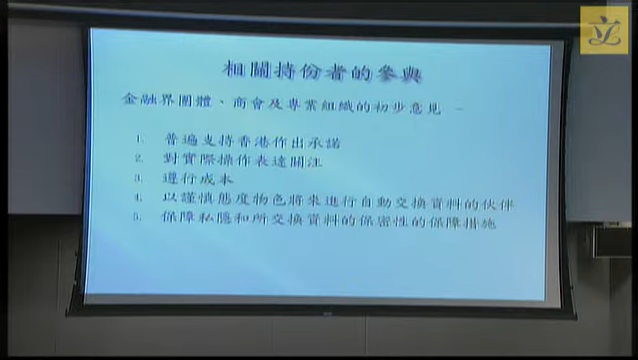 立
相關持份者的參與
金融界團體、商會及專業組織的初步意見 –
1. 普遍支持香港作出承諾
2. 對實際操作表達關注
3. 遵行成本
4. 以謹慎態度物色將來進行自動交換資料的伙伴
5. 保障私隱和所交換資料的保密性的保障措施